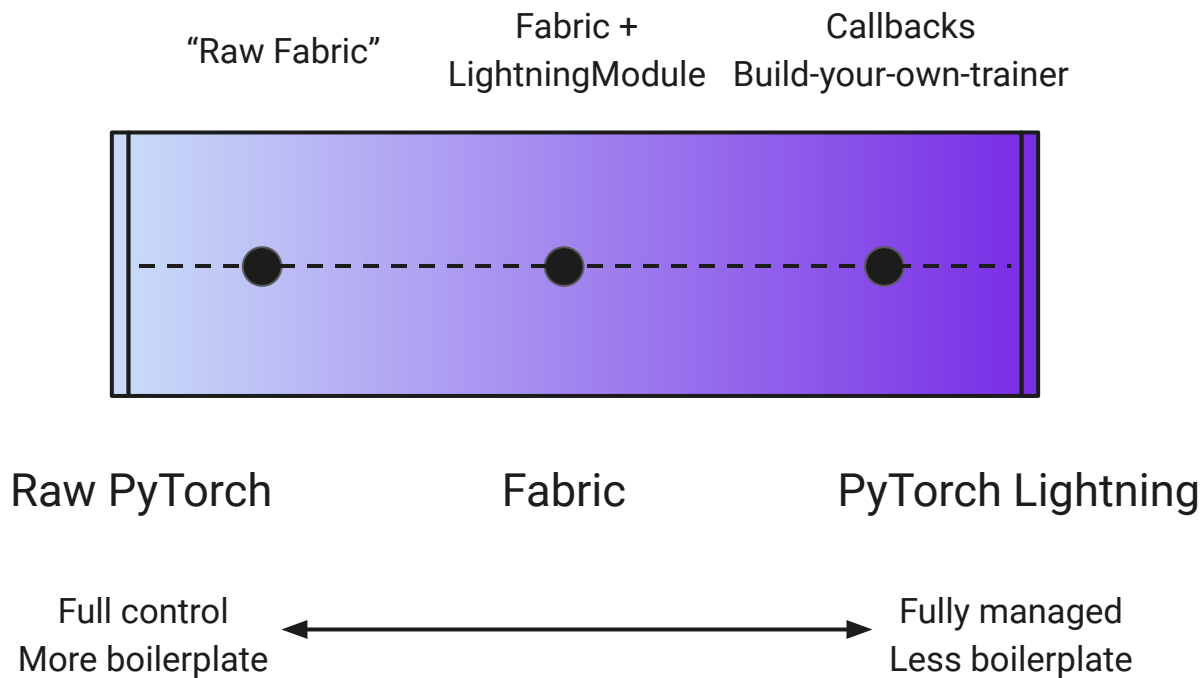 “Raw Fabric”
Fabric +
LightningModule
Callbacks
Build-your-own-trainer
Raw PyTorch
Fabric
PyTorch Lightning
Full control
More boilerplate
Fully managed
Less boilerplate